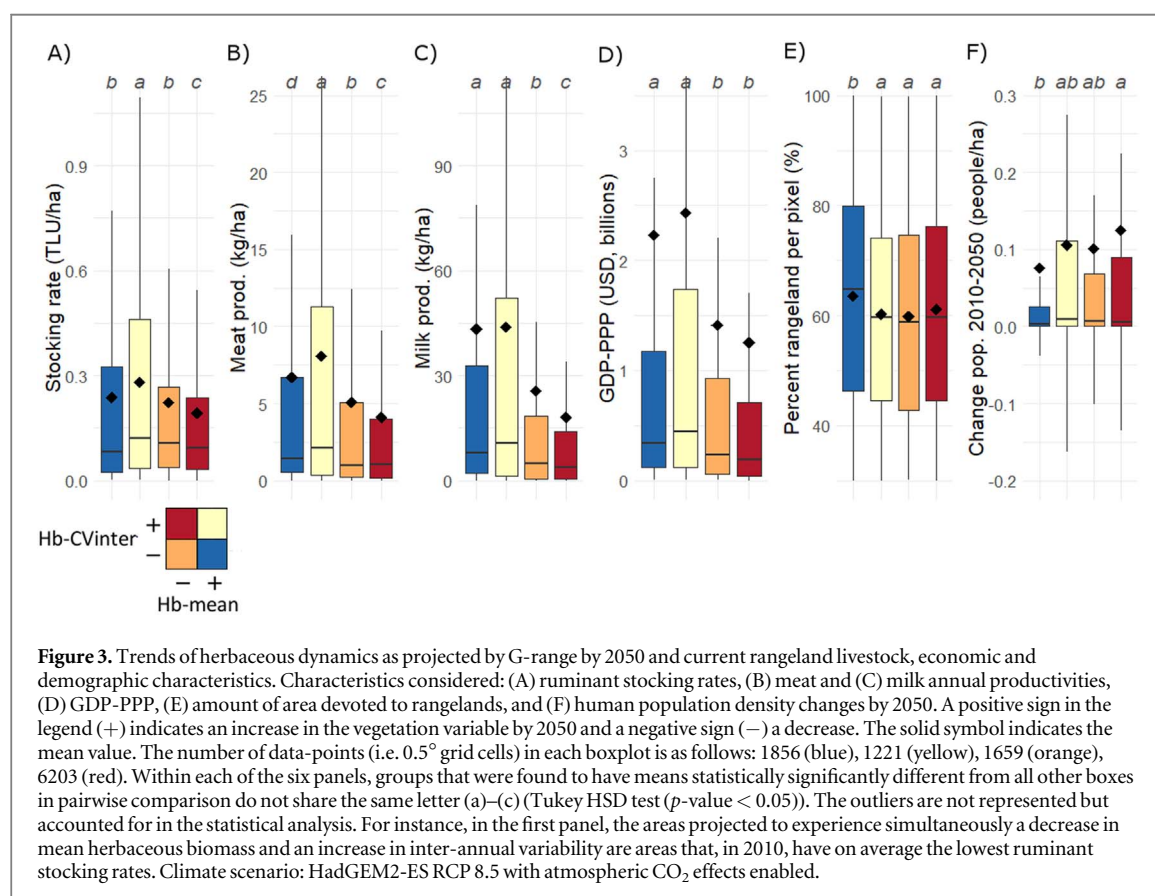 A)
b a b c
Stocking rate (TLU/ha)
0.9
0.6
0.3
0.0
B)
d a b c
Meat prod. (kg/ha)
25
20
15
10
5
0
C)
a a b c
Milk prod. (kg/ha)
90
60
30
0
D)
a a b b
GDP-PPP (USD, billions)
3
2
1
0
E)
b a a a
Percent rangeland per pixel (%)
100
80
60
40
F)
b ab ab a
Change pop. 2010-2050 (people/ha)
0.3
0.2
0.1
0.0
-0.1
-0.2
Hb-CVinter
+
−
− +
Hb-mean
Figure 3. Trends of herbaceous dynamics as projected by G-range by 2050 and current rangeland livestock, economic and
demographic characteristics. Characteristics considered: (A) ruminant stocking rates, (B) meat and (C) milk annual productivities,
(D) GDP-PPP, (E) amount of area devoted to rangelands, and (F) human population density changes by 2050. A positive sign in the
legend (+) indicates an increase in the vegetation variable by 2050 and a negative sign (−) a decrease. The solid symbol indicates the
mean value. The number of data-points (i.e. 0.5° grid cells) in each boxplot is as follows: 1856 (blue), 1221 (yellow), 1659 (orange),
6203 (red). Within each of the six panels, groups that were found to have means statistically significantly different from all other boxes
in pairwise comparison do not share the same letter (a)–(c) (Tukey HSD test (p-value < 0.05)). The outliers are not represented but
accounted for in the statistical analysis. For instance, in the first panel, the areas projected to experience simultaneously a decrease in
mean herbaceous biomass and an increase in inter-annual variability are areas that, in 2010, have on average the lowest ruminant
stocking rates. Climate scenario: HadGEM2-ES RCP 8.5 with atmospheric CO₂ effects enabled.